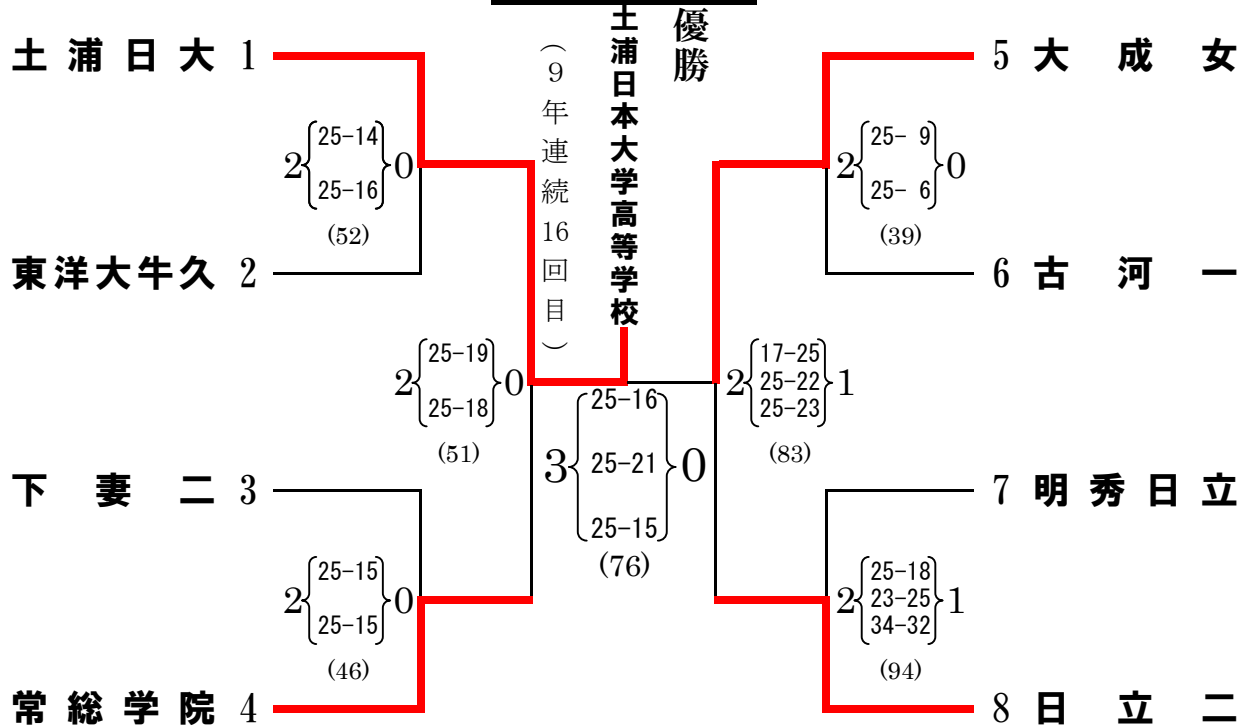 優勝
土浦日本大学高等学校
（９年連続16回目）
土浦日大 1
2 25-14 0
25-16
(52)
東洋大牛久 2
2 25-19 0
25-18
(51)
下妻二 3
2 25-15 0
25-15
(46)
常総学院 4
3 25-16 0
25-21
25-15
(76)
5 大成女
2 25- 9 0
25- 6
(39)
6 古河一
2 17-25 1
25-22
25-23
(83)
7 明秀日立
2 25-18 1
23-25
34-32
(94)
8 日立二